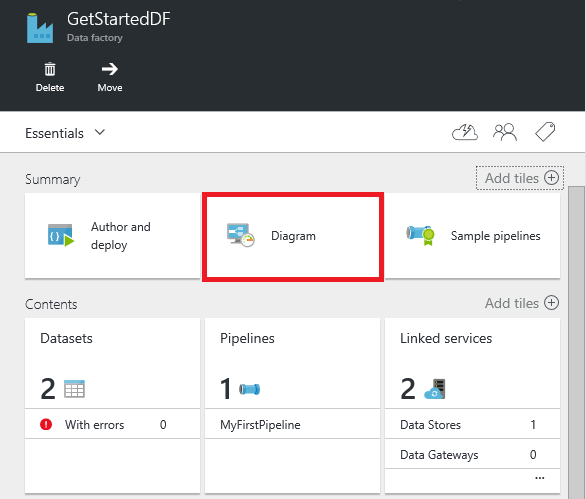 GetStartedDF
Data factory
Delete
Move
Essentials
Summary
Add tiles
Author and
deploy
Diagram
Sample pipelines
Contents
Add tiles
Datasets
2
With errors 0
Pipelines
1
MyFirstPipeline
Linked services
2
Data Stores 1
Data Gateways 0
...